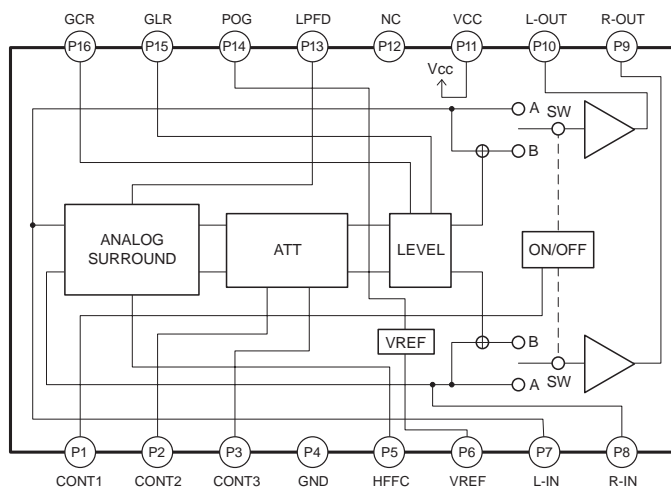 GCR GLR POG LPFD NC VCC L-OUT R-OUT
P16 P15 P14 P13 P12 P11 P10 P9
Vcc
A
SW
B
ANALOG
SURROUND
ATT
LEVEL
ON/OFF
VREF
B
A
SW
P1 P2 P3 P4 P5 P6 P7 P8
CONT1 CONT2 CONT3 GND HFFC VREF L-IN R-IN